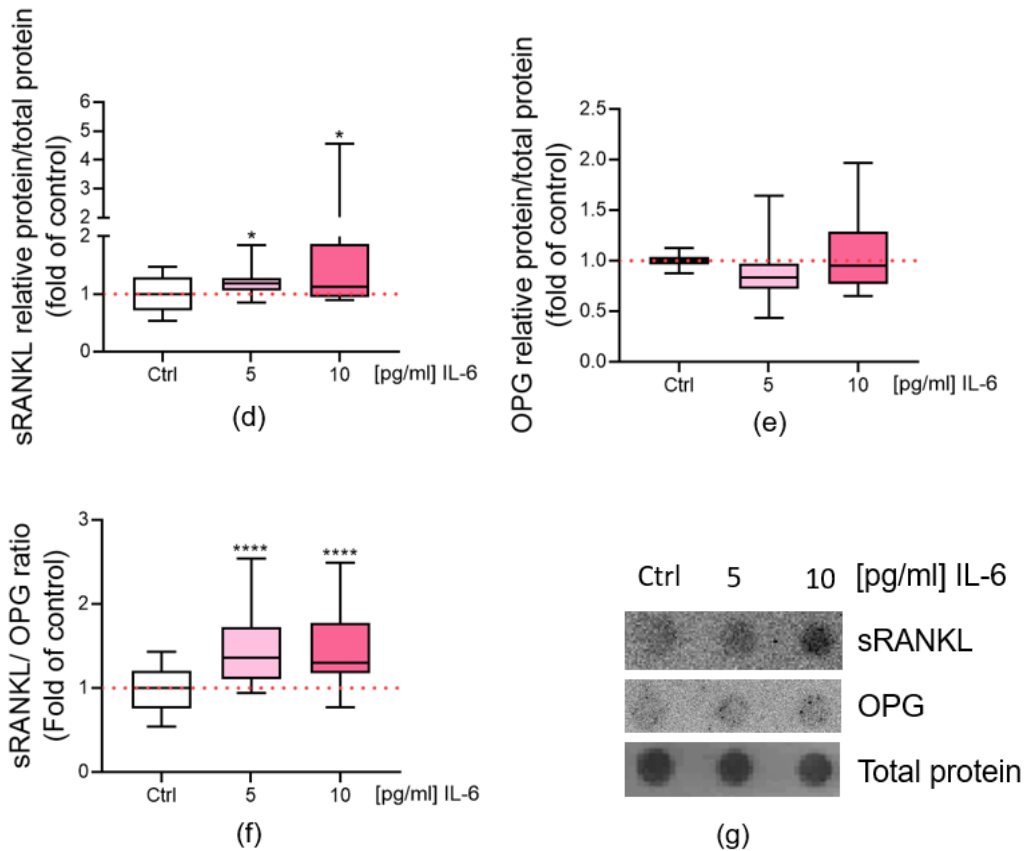 sRANKL relative protein/total protein
(fold of control)
6
5
4
3
2
2
1
0
*
*
Ctrl
5
10
[pg/ml] IL-6
(d)
OPG relative protein/total protein
(fold of control)
2.5
2.0
1.5
1.0
0.5
0.0
Ctrl
5
10
[pg/ml] IL-6
(e)
sRANKL/ OPG ratio
(Fold of control)
3
2
1
0
****
****
Ctrl
5
10
[pg/ml] IL-6
(f)
Ctrl 5 10 [pg/ml] IL-6
sRANKL
OPG
Total protein
(g)